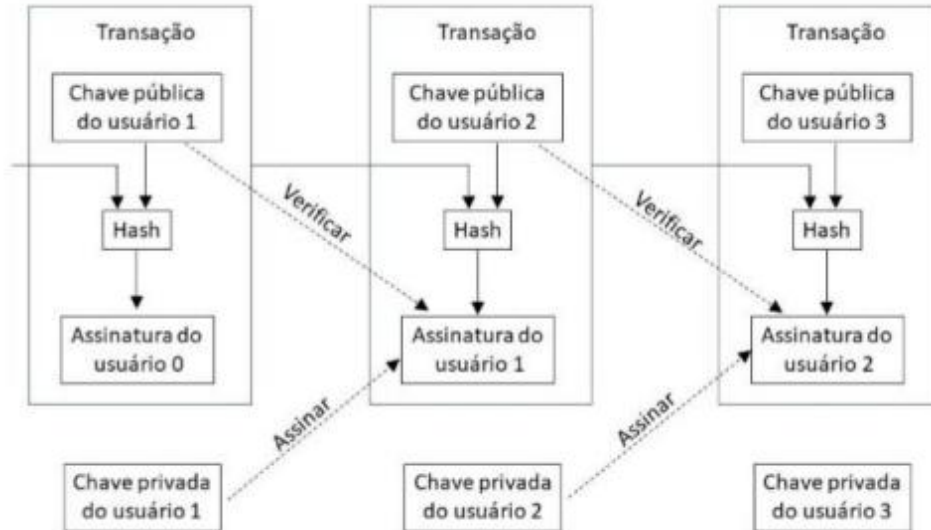 Transação
Chave pública
do usuário 1
Hash
Assinatura do
usuário 0
Transação
Chave pública
do usuário 2
Hash
Assinatura do
usuário 1
Transação
Chave pública
do usuário 3
Hash
Assinatura do
usuário 2
Verificar
Verificar
Assinar
Assinar
Chave privada
do usuário 1
Chave privada
do usuário 2
Chave privada
do usuário 3